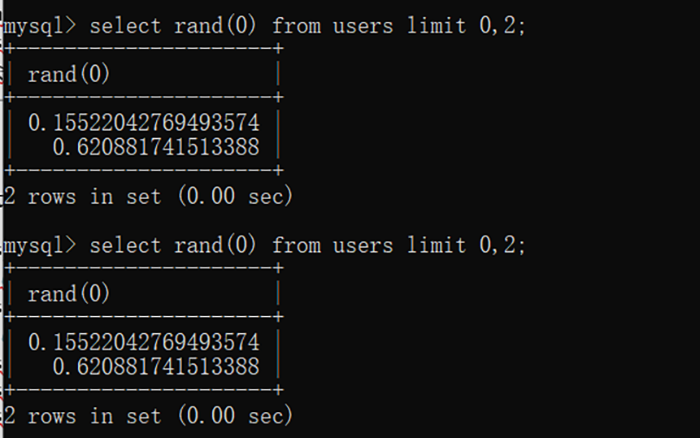 mysql> select rand(0) from users limit 0,2;
+---------------------+
| rand(0)             |
+---------------------+
| 0.15522042769493574 |
|   0.620881741513388 |
+---------------------+
2 rows in set (0.00 sec)
mysql> select rand(0) from users limit 0,2;
+---------------------+
| rand(0)             |
+---------------------+
| 0.15522042769493574 |
|   0.620881741513388 |
+---------------------+
2 rows in set (0.00 sec)